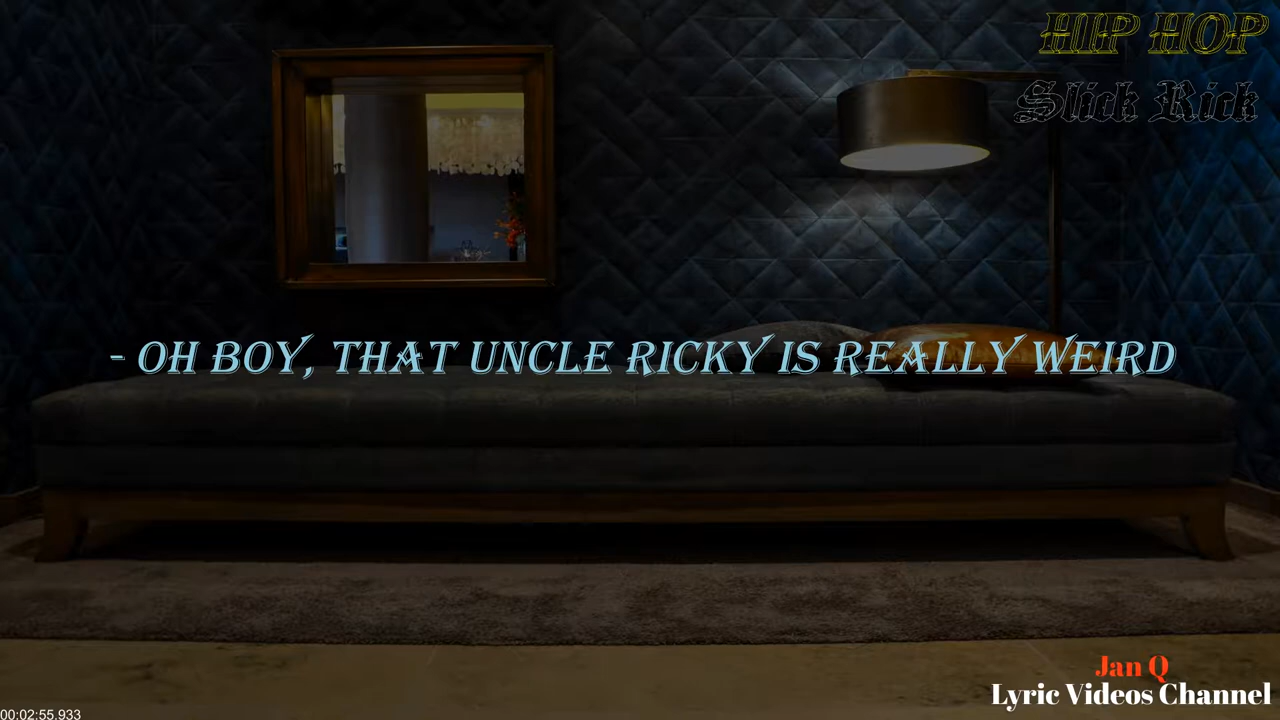 HIP HOP
Slick Rick
- OH BOY, THAT UNCLE RICKY IS REALLY WEIRD
Jan Q
Lyric Videos Channel
00:02:55.933